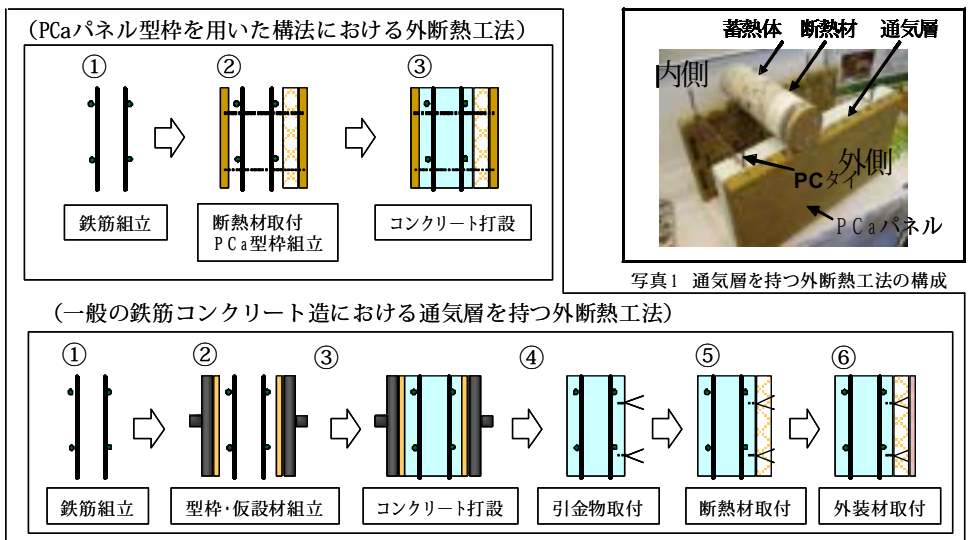 (PCaパネル型枠を用いた構法における外断熱工法)
① ② ③
鉄筋組立
断熱材取付
PCa型枠組立
コンクリート打設
蓄熱体 断熱材 通気層
内側
外側
PCタイ
PCaパネル
写真1 通気層を持つ外断熱工法の構成
(一般の鉄筋コンクリート造における通気層を持つ外断熱工法)
① ② ③ ④ ⑤ ⑥
鉄筋組立
型枠・仮設材組立
コンクリート打設
引金物取付
断熱材取付
外装材取付